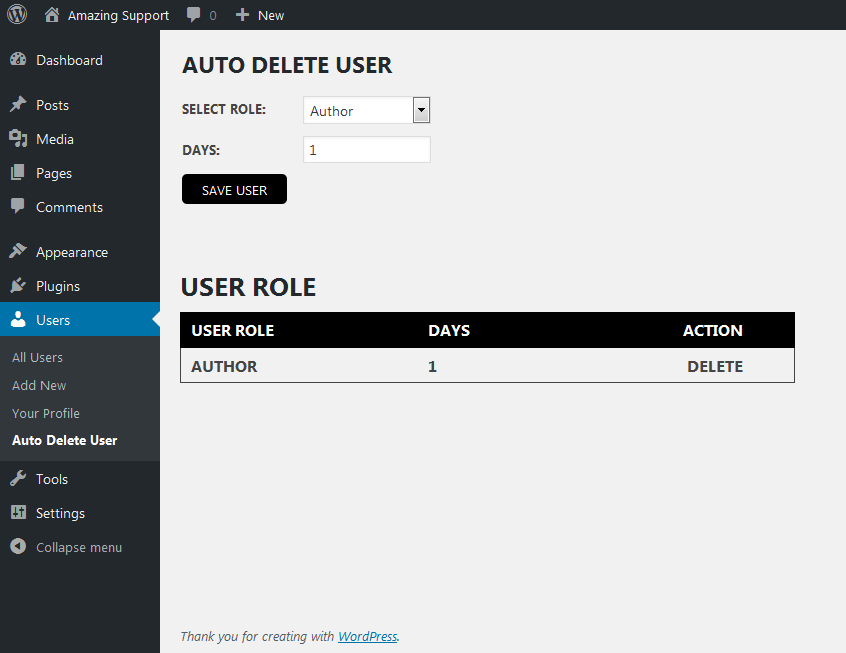 Amazing Support 0 New
Dashboard
Posts
Media
Pages
Comments
Appearance
Plugins
Users
All Users
Add New
Your Profile
Auto Delete User
Tools
Settings
Collapse menu
AUTO DELETE USER
SELECT ROLE: Author
DAYS: 1
SAVE USER
USER ROLE
USER ROLE DAYS ACTION
AUTHOR 1 DELETE
Thank you for creating with WordPress.